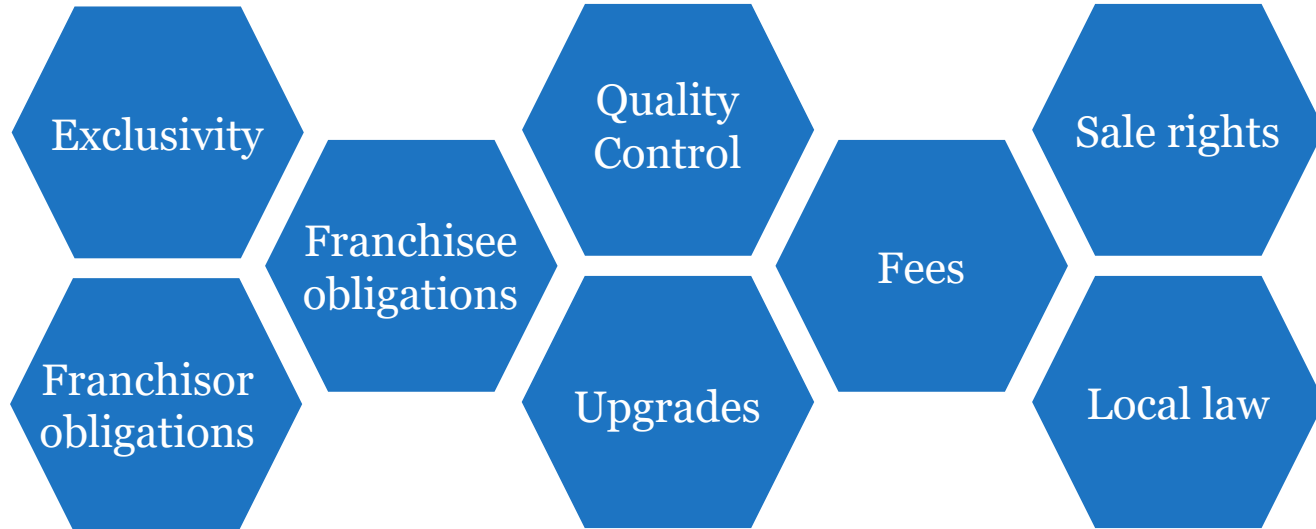 Exclusivity
Franchisor
obligations
Franchisee
obligations
Quality
Control
Upgrades
Fees
Sale rights
Local law